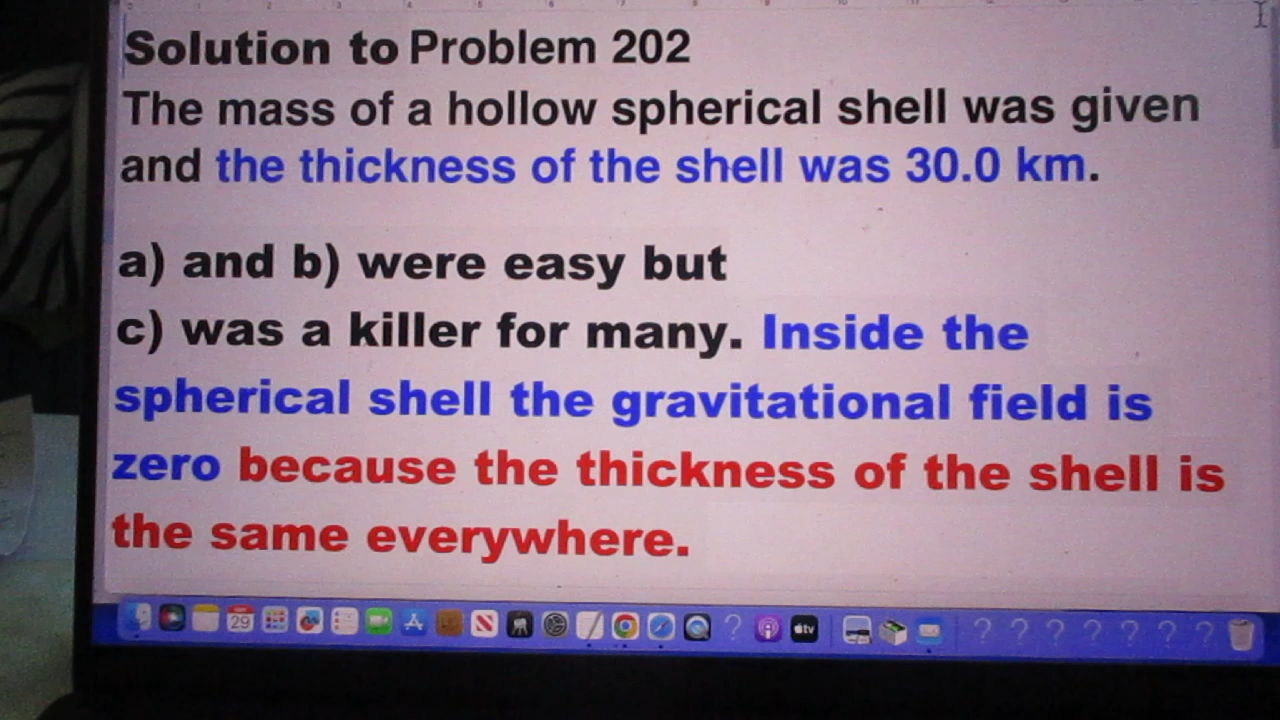 Solution to Problem 202
The mass of a hollow spherical shell was given
and the thickness of the shell was 30.0 km.
a) and b) were easy but
c) was a killer for many. Inside the
spherical shell the gravitational field is
zero because the thickness of the shell is
the same everywhere.
29
tv